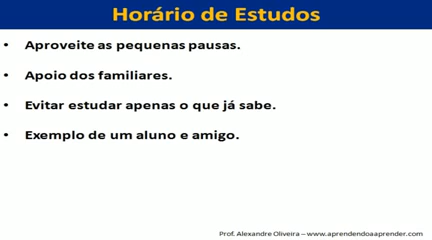 Horário de Estudos
• Aproveite as pequenas pausas.
• Apoio dos familiares.
• Evitar estudar apenas o que já sabe.
• Exemplo de um aluno e amigo.
Prof. Alexandre Oliveira – www.aprendendoaaprender.com